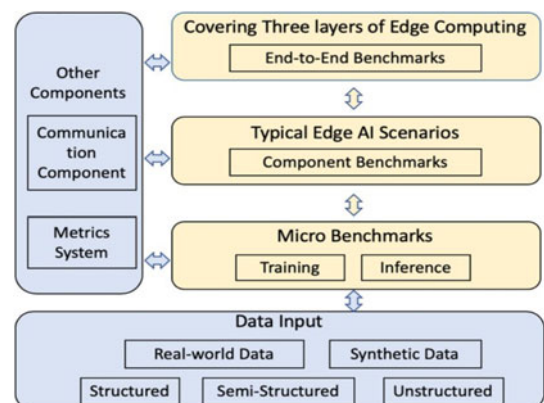 Other
Components
Communica
tion
Component
Metrics
System
Covering Three layers of Edge Computing
End-to-End Benchmarks
Typical Edge AI Scenarios
Component Benchmarks
Micro Benchmarks
Training
Inference
Data Input
Real-world Data
Synthetic Data
Structured
Semi-Structured
Unstructured